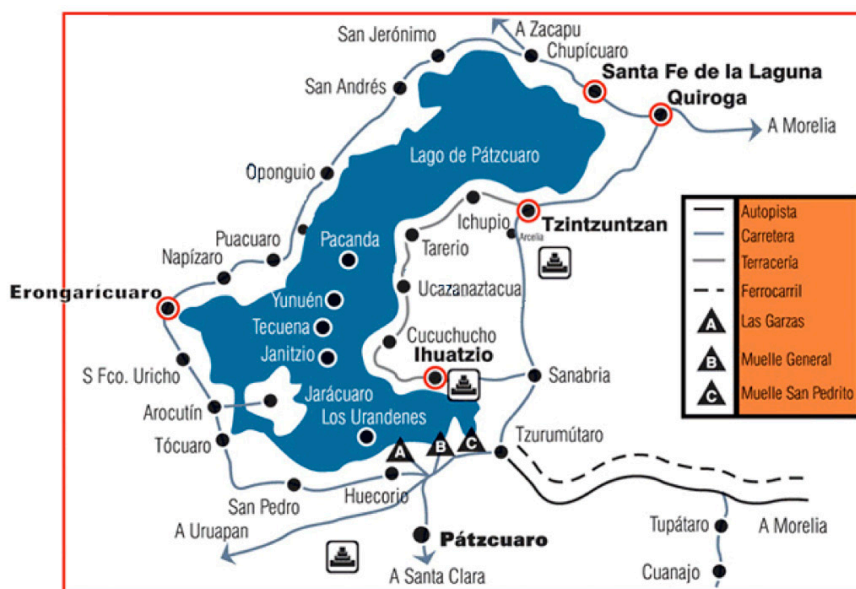 A Zacapu
San Jerónimo
Chupícuaro
Santa Fe de la Laguna
San Andrés
Quiroga
A Morelia
Lago de Pátzcuaro
Oponguio
Ichupio
Tzintzuntzan
Arcelia
Puacuaro
Pacanda
Tarerio
Napízaro
Erongarícuaro
Yunuén
Ucazanaztacua
Tecuena
Cucuchucho
Janitzio
Ihuatzio
S Fco. Uricho
Sanabria
Jarácuaro
Arocutín
Los Urandenes
Tócuaro
A
B
C
Tzurumútaro
San Pedro
Huecorio
A Uruapan
Pátzcuaro
Tupátaro
A Morelia
A Santa Clara
Cuanajo
Autopista
Carretera
Terracería
Ferrocarril
A Las Garzas
B Muelle General
C Muelle San Pedrito